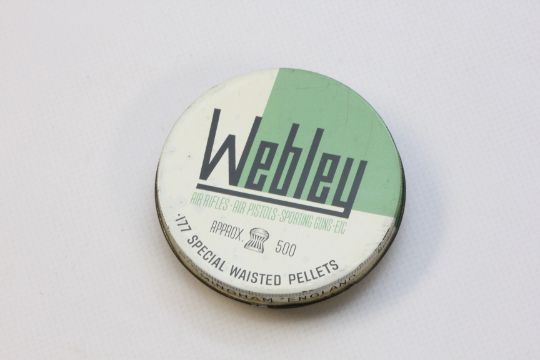 Webley
AIR RIFLES·AIR PISTOLS·SPORTING GUNS·ETC
APPROX. 500
·177 SPECIAL WAISTED PELLETS
ENGLAND